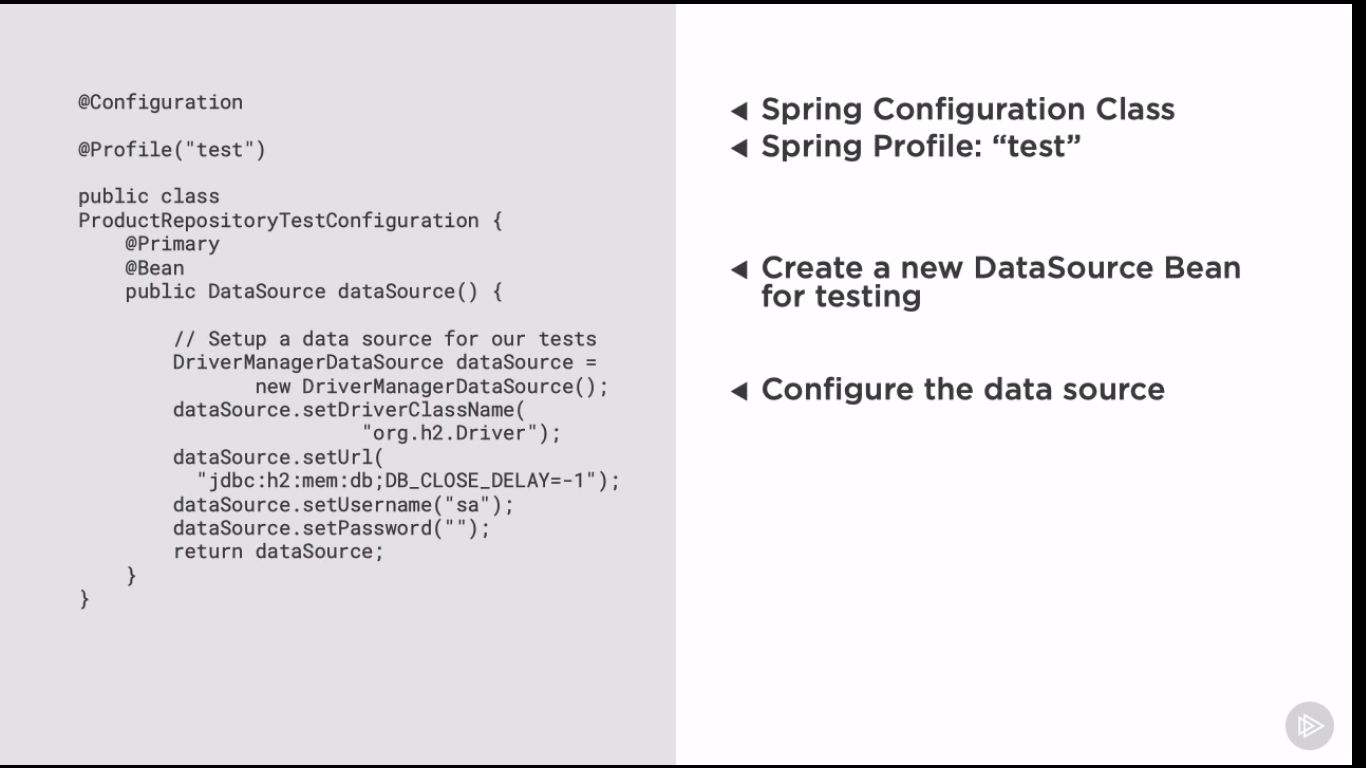 @Configuration
@Profile("test")
public class
ProductRepositoryTestConfiguration {
@Primary
@Bean
public DataSource dataSource() {
// Setup a data source for our tests
DriverManagerDataSource dataSource =
new DriverManagerDataSource();
dataSource.setDriverClassName(
"org.h2.Driver");
dataSource.setUrl(
"jdbc:h2:mem:db;DB_CLOSE_DELAY=-1");
dataSource.setUsername("sa");
dataSource.setPassword("");
return dataSource;
}
}
◄ Spring Configuration Class
◄ Spring Profile: “test”
◄ Create a new DataSource Bean
for testing
◄ Configure the data source